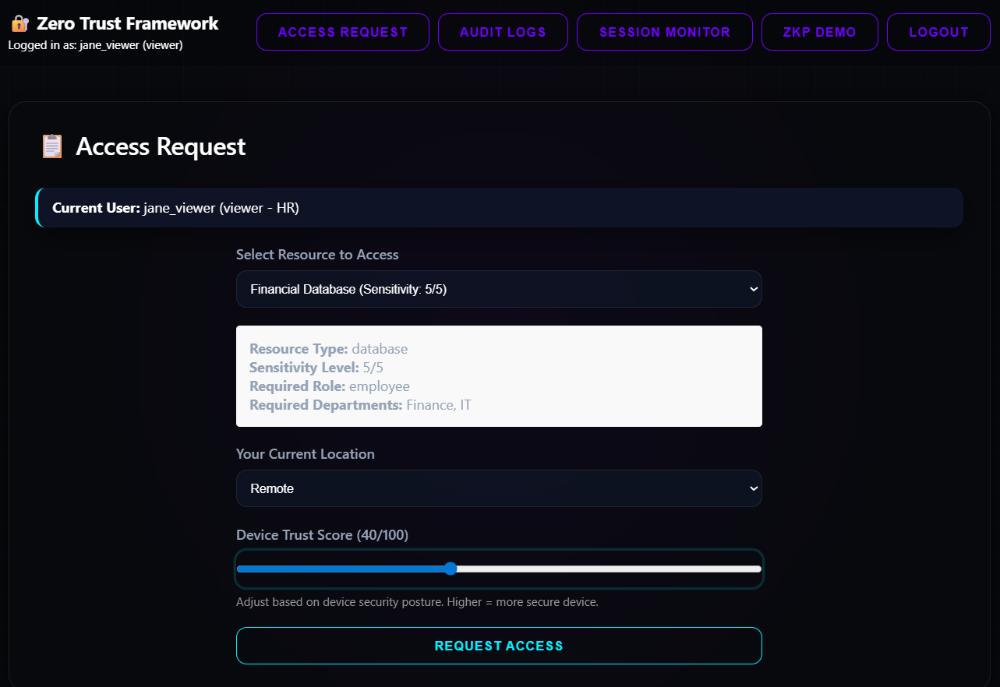 Zero Trust Framework
Logged in as: jane_viewer (viewer)
ACCESS REQUEST
AUDIT LOGS
SESSION MONITOR
ZKP DEMO
LOGOUT
Access Request
Current User: jane_viewer (viewer - HR)
Select Resource to Access
Financial Database (Sensitivity: 5/5)
Resource Type: database
Sensitivity Level: 5/5
Required Role: employee
Required Departments: Finance, IT
Your Current Location
Remote
Device Trust Score (40/100)
Adjust based on device security posture. Higher = more secure device.
REQUEST ACCESS